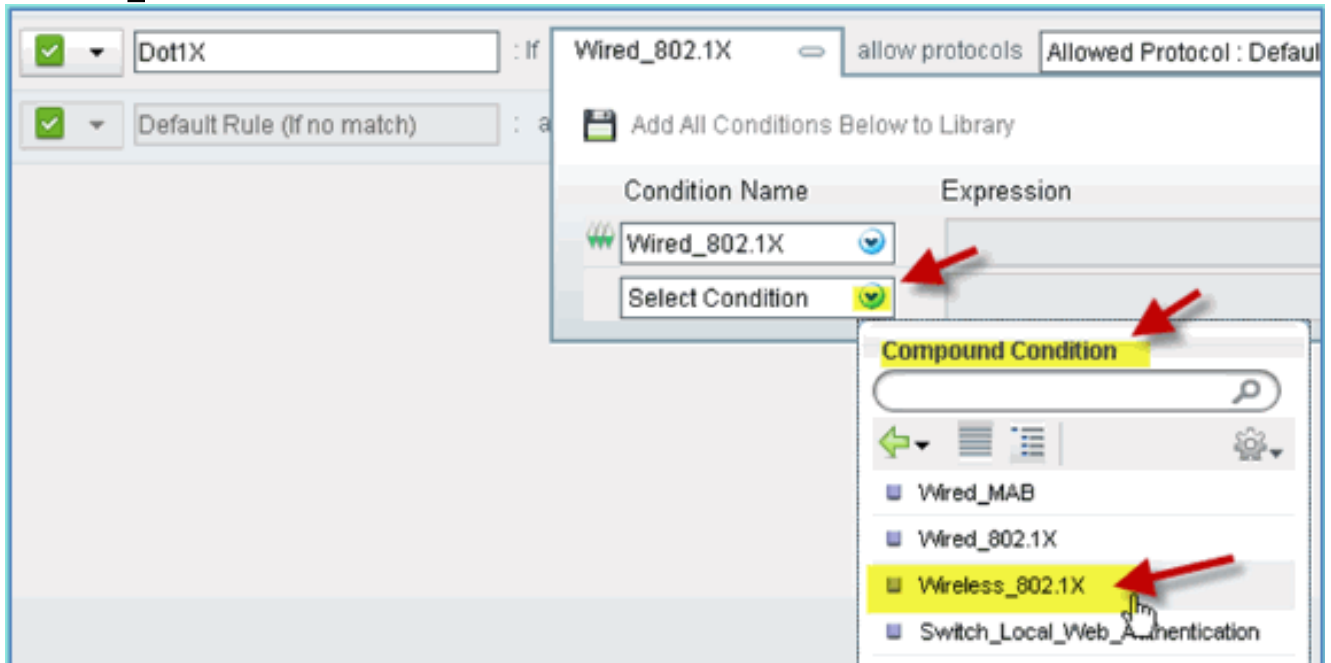 Dot1X : If Wired_802.1X allow protocols Allowed Protocol : Defaul
Default Rule (If no match) : a Add All Conditions Below to Library
Condition Name Expression
Wired_802.1X
Select Condition
Compound Condition
Wired_MAB
Wired_802.1X
Wireless_802.1X
Switch_Local_Web_Authentication